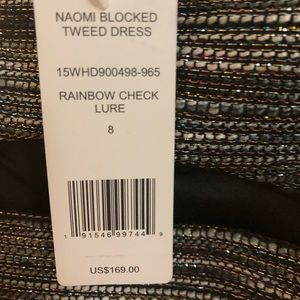 NAOMI BLOCKED
TWEED DRESS
15WHD900498-965
RAINBOW CHECK
LURE
8
1 91546 99744 9
US$169.00